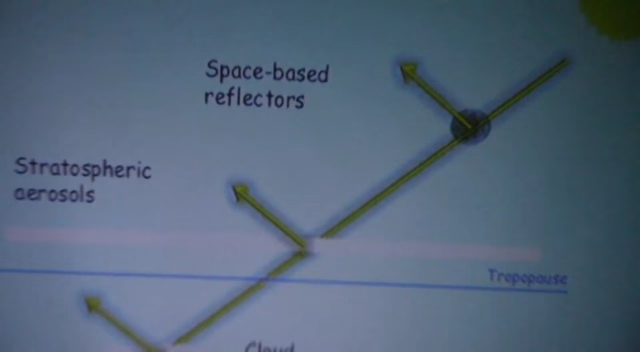 Space-based
reflectors
Stratospheric
aerosols
Tropopause
Cloud